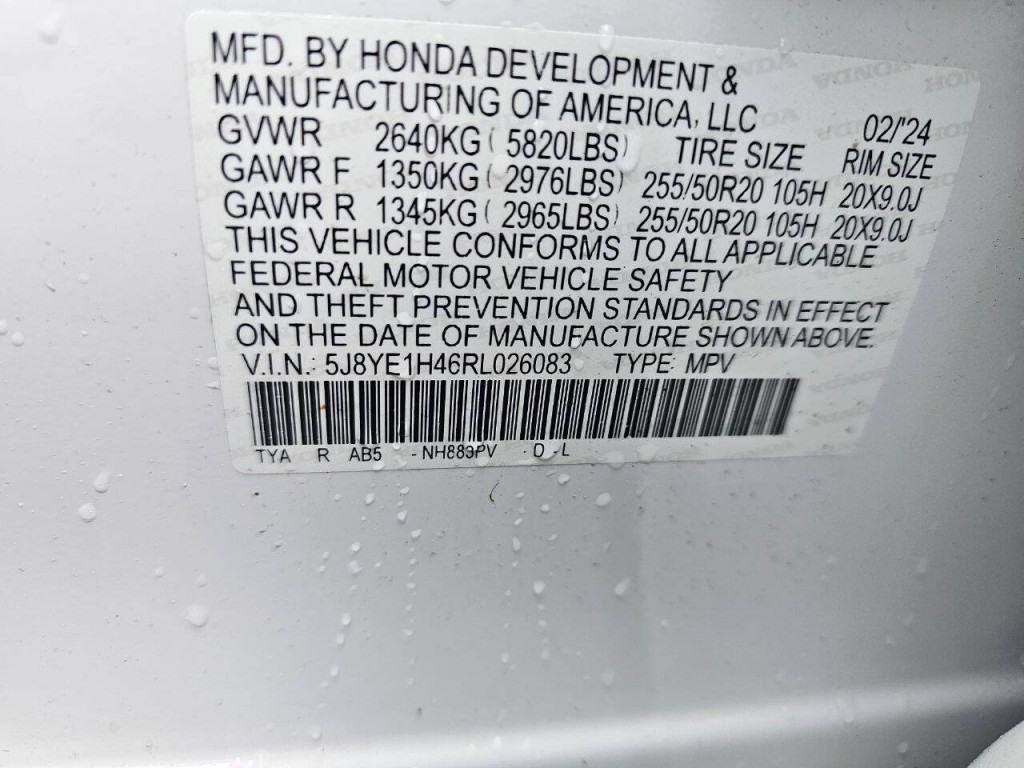 MFD. BY HONDA DEVELOPMENT &
MANUFACTURING OF AMERICA, LLC 02/'24
GVWR 2640KG ( 5820LBS) TIRE SIZE RIM SIZE
GAWR F 1350KG ( 2976LBS) 255/50R20 105H 20X9.0J
GAWR R 1345KG ( 2965LBS) 255/50R20 105H 20X9.0J
THIS VEHICLE CONFORMS TO ALL APPLICABLE
FEDERAL MOTOR VEHICLE SAFETY
AND THEFT PREVENTION STANDARDS IN EFFECT
ON THE DATE OF MANUFACTURE SHOWN ABOVE.
V.I.N.: 5J8YE1H46RL026083 TYPE: MPV
TYA R AB5 - NH883PV - D - L